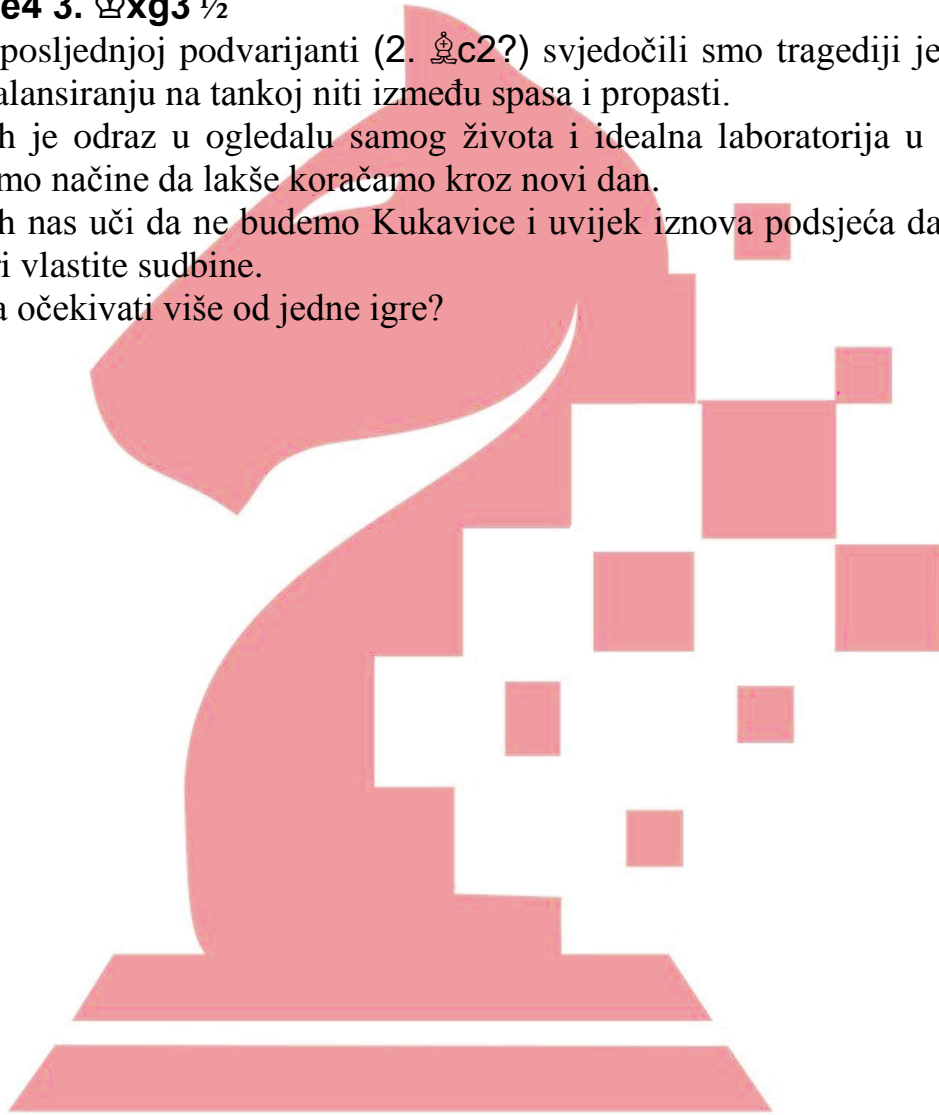 e4 3. ♔xg3 ½
posljednjoj podvarijanti (2. ♗c2?) svjedočili smo tragediji je
alansiranju na tankoj niti između spasa i propasti.
h je odraz u ogledalu samog života i idealna laboratorija u
mo načine da lakše koračamo kroz novi dan.
h nas uči da ne budemo Kukavice i uvijek iznova podsjeća da
ri vlastite sudbine.
a očekivati više od jedne igre?